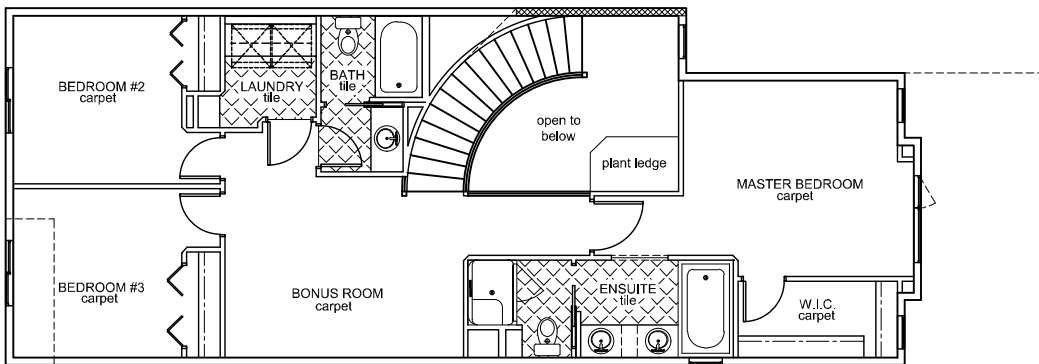 BEDROOM #2
carpet
LAUNDRY
tile
BATH
tile
open to
below
plant ledge
MASTER BEDROOM
carpet
BEDROOM #3
carpet
BONUS ROOM
carpet
ENSUITE
tile
W.I.C.
carpet